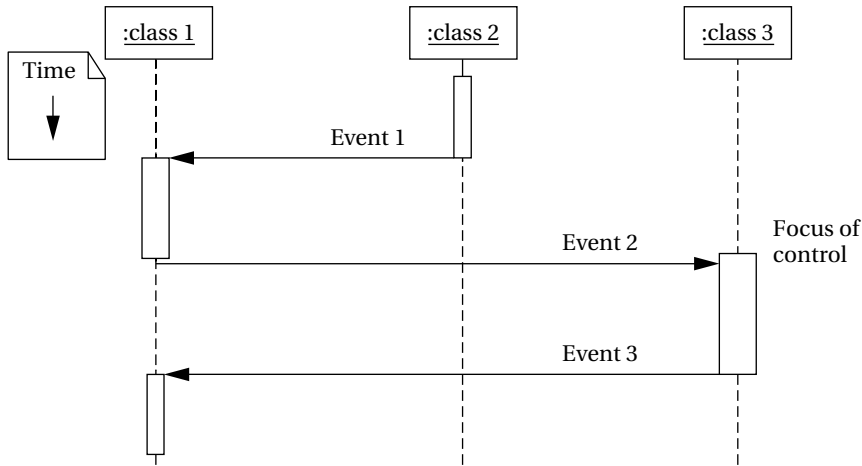 :class 1
:class 2
:class 3
Time
Event 1
Event 2
Focus of
control
Event 3